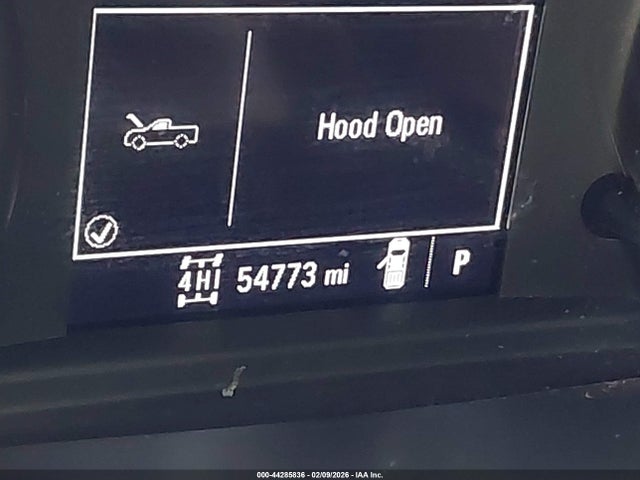 Hood Open
4HI 54773 mi P
000-44285836 - 02/09/2026 - IAA Inc.